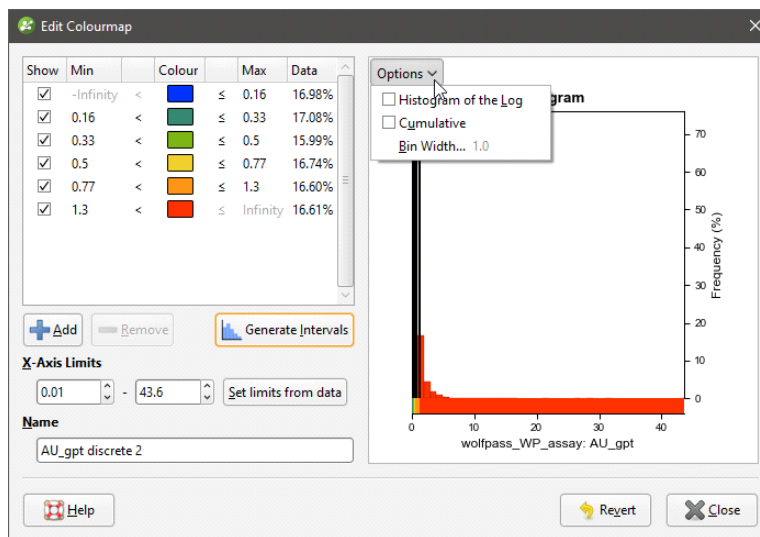 Edit Colourmap
Show Min Colour Max Data
-Infinity < ≤ 0.16 16.98%
0.16 < ≤ 0.33 17.08%
0.33 < ≤ 0.5 15.99%
0.5 < ≤ 0.77 16.74%
0.77 < ≤ 1.3 16.60%
1.3 < ≤ Infinity 16.61%
Add
Remove
Generate Intervals
X-Axis Limits
0.01 - 43.6 Set limits from data
Name
AU_gpt discrete 2
Options
Histogram of the Log
Cumulative
Bin Width... 1.0
gram
70
60
50
40
30
20
10
0
Frequency (%)
0 10 20 30 40
wolfpass_WP_assay: AU_gpt
Help
Revert
Close